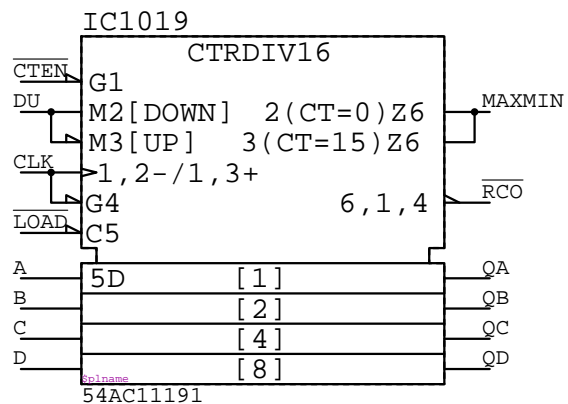 IC1019
CTRDIV16
CTEN G1
DU M2[DOWN] 2(CT=0)Z6 MAXMIN
M3[UP] 3(CT=15)Z6
CLK 1,2-/1,3+
G4 6,1,4 RCO
LOAD C5
A 5D [1] QA
B [2] QB
C [4] QC
D [8] QD
$plname
54AC11191